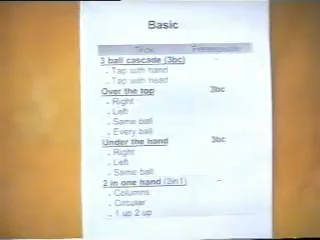 Basic
Trick Prerequisite
3 ball cascade (3bc) -
- Tap with hand
- Tap with head
Over the top 3bc
- Right
- Left
- Same ball
- Every ball
Under the hand 3bc
- Right
- Left
- Same ball
2 in one hand (2in1) -
- Columns
- Circular
- 1 up 2 up